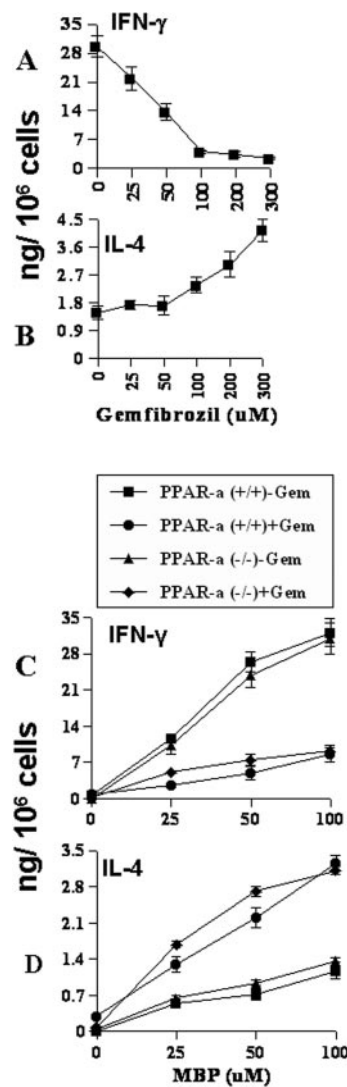 IFN-γ
A
35
28
21
14
7
0
0 25 50 100 200 300
ng/ 10⁶ cells
IL-4
B
4.5
3.6
2.7
1.8
0.9
0
0 25 50 100 200 300
Gemfibrozil (uM)
PPAR-a (+/+)-Gem
PPAR-a (+/+)+Gem
PPAR-a (-/-)-Gem
PPAR-a (-/-)+Gem
IFN-γ
C
35
28
21
14
7
0
0 25 50 100
ng/ 10⁶ cells
IL-4
D
3.5
2.8
2.1
1.4
0.7
0
0 25 50 100
MBP (uM)